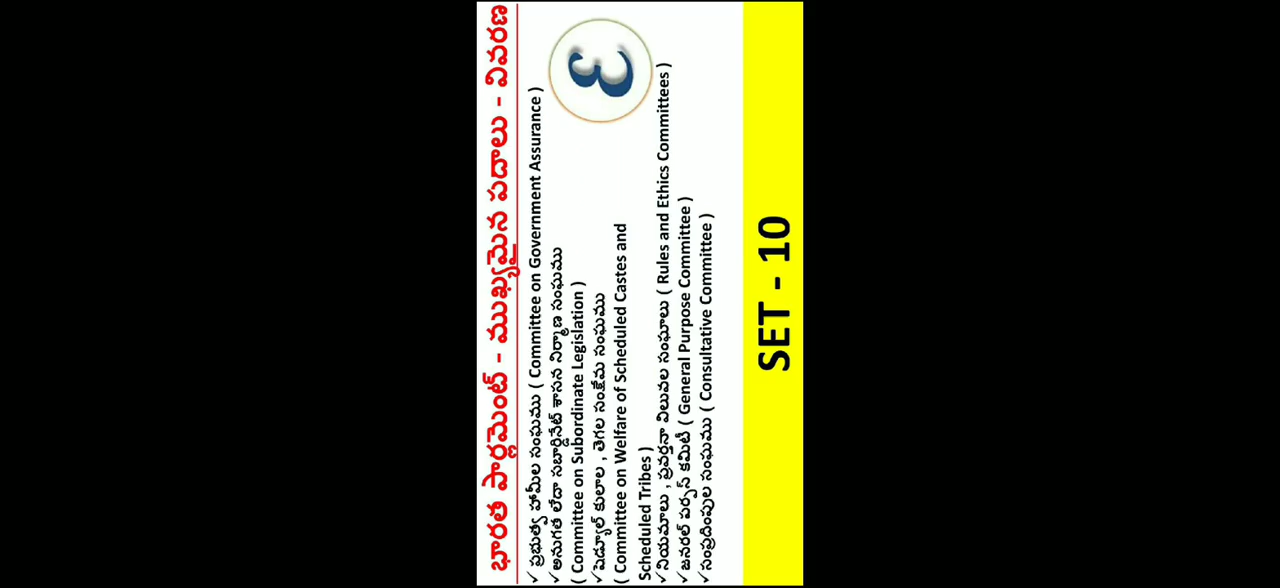 భారత పార్లమెంట్ - ముఖ్యమైన పదాలు - వివరణ
✓ ప్రభుత్వ హామీల సంఘము ( Committee on Government Assurance )
✓ అనుగత లేదా సబార్డినేట్ శాసన నిర్మాణ సంఘము
( Committee on Subordinate Legislation )
✓ షెడ్యూల్ కులాల , తెగల సంక్షేమ సంఘము
( Committee on Welfare of Scheduled Castes and
Scheduled Tribes )
✓ నియమాలు , ప్రవర్తనా విలువల సంఘాలు ( Rules and Ethics Committees )
✓ జనరల్ పర్పస్ కమిటీ ( General Purpose Committee )
✓ సంప్రదింపుల సంఘము ( Consultative Committee )
SET - 10